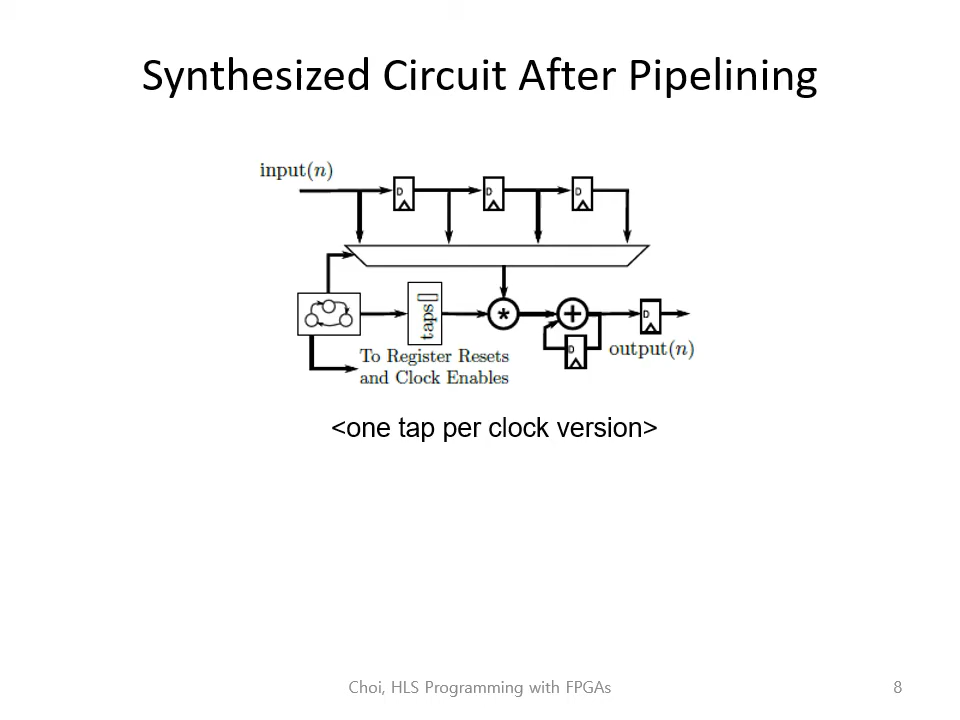 Synthesized Circuit After Pipelining
input(n)
D
D
D
taps[]
*
+
D
D
output(n)
To Register Resets
and Clock Enables
<one tap per clock version>
Choi, HLS Programming with FPGAs
8